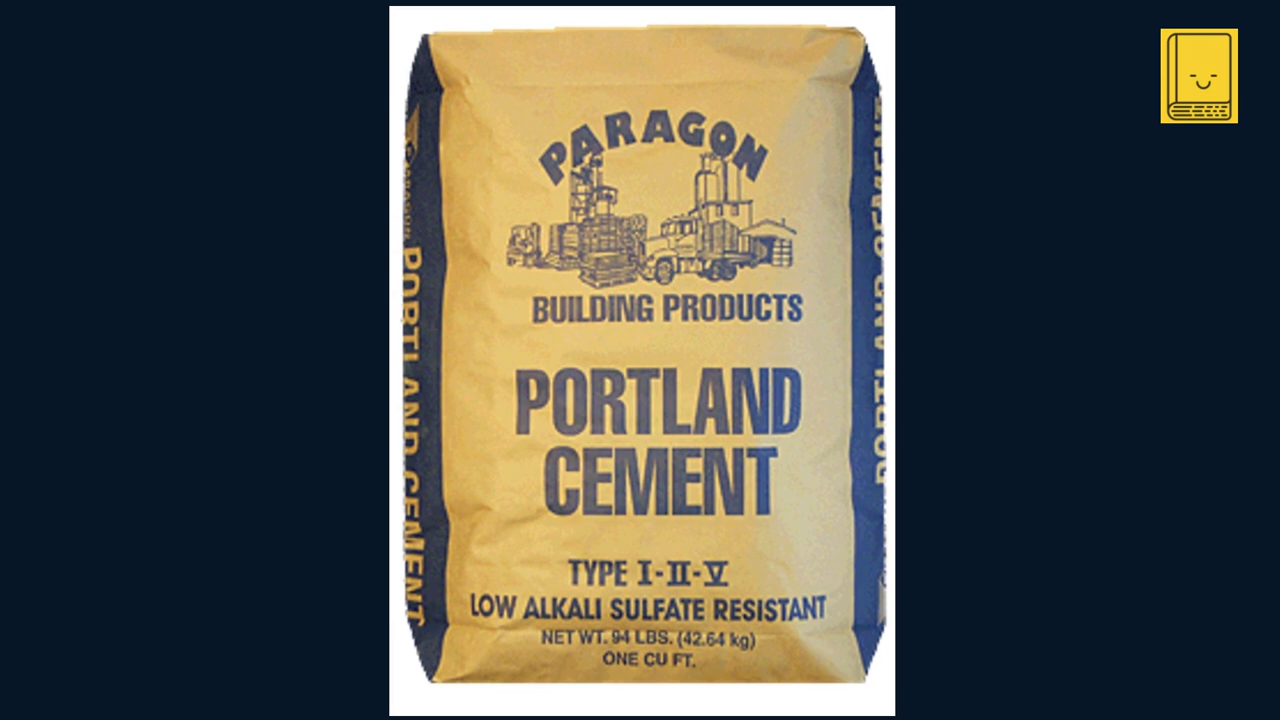 PARAGON
BUILDING PRODUCTS
PORTLAND
CEMENT
TYPE I-II-V
LOW ALKALI SULFATE RESISTANT
NET WT. 94 LBS. (42.64 kg)
ONE CU FT.
PARAGON PORTLAND CEMENT
PORTLAND CEMENT